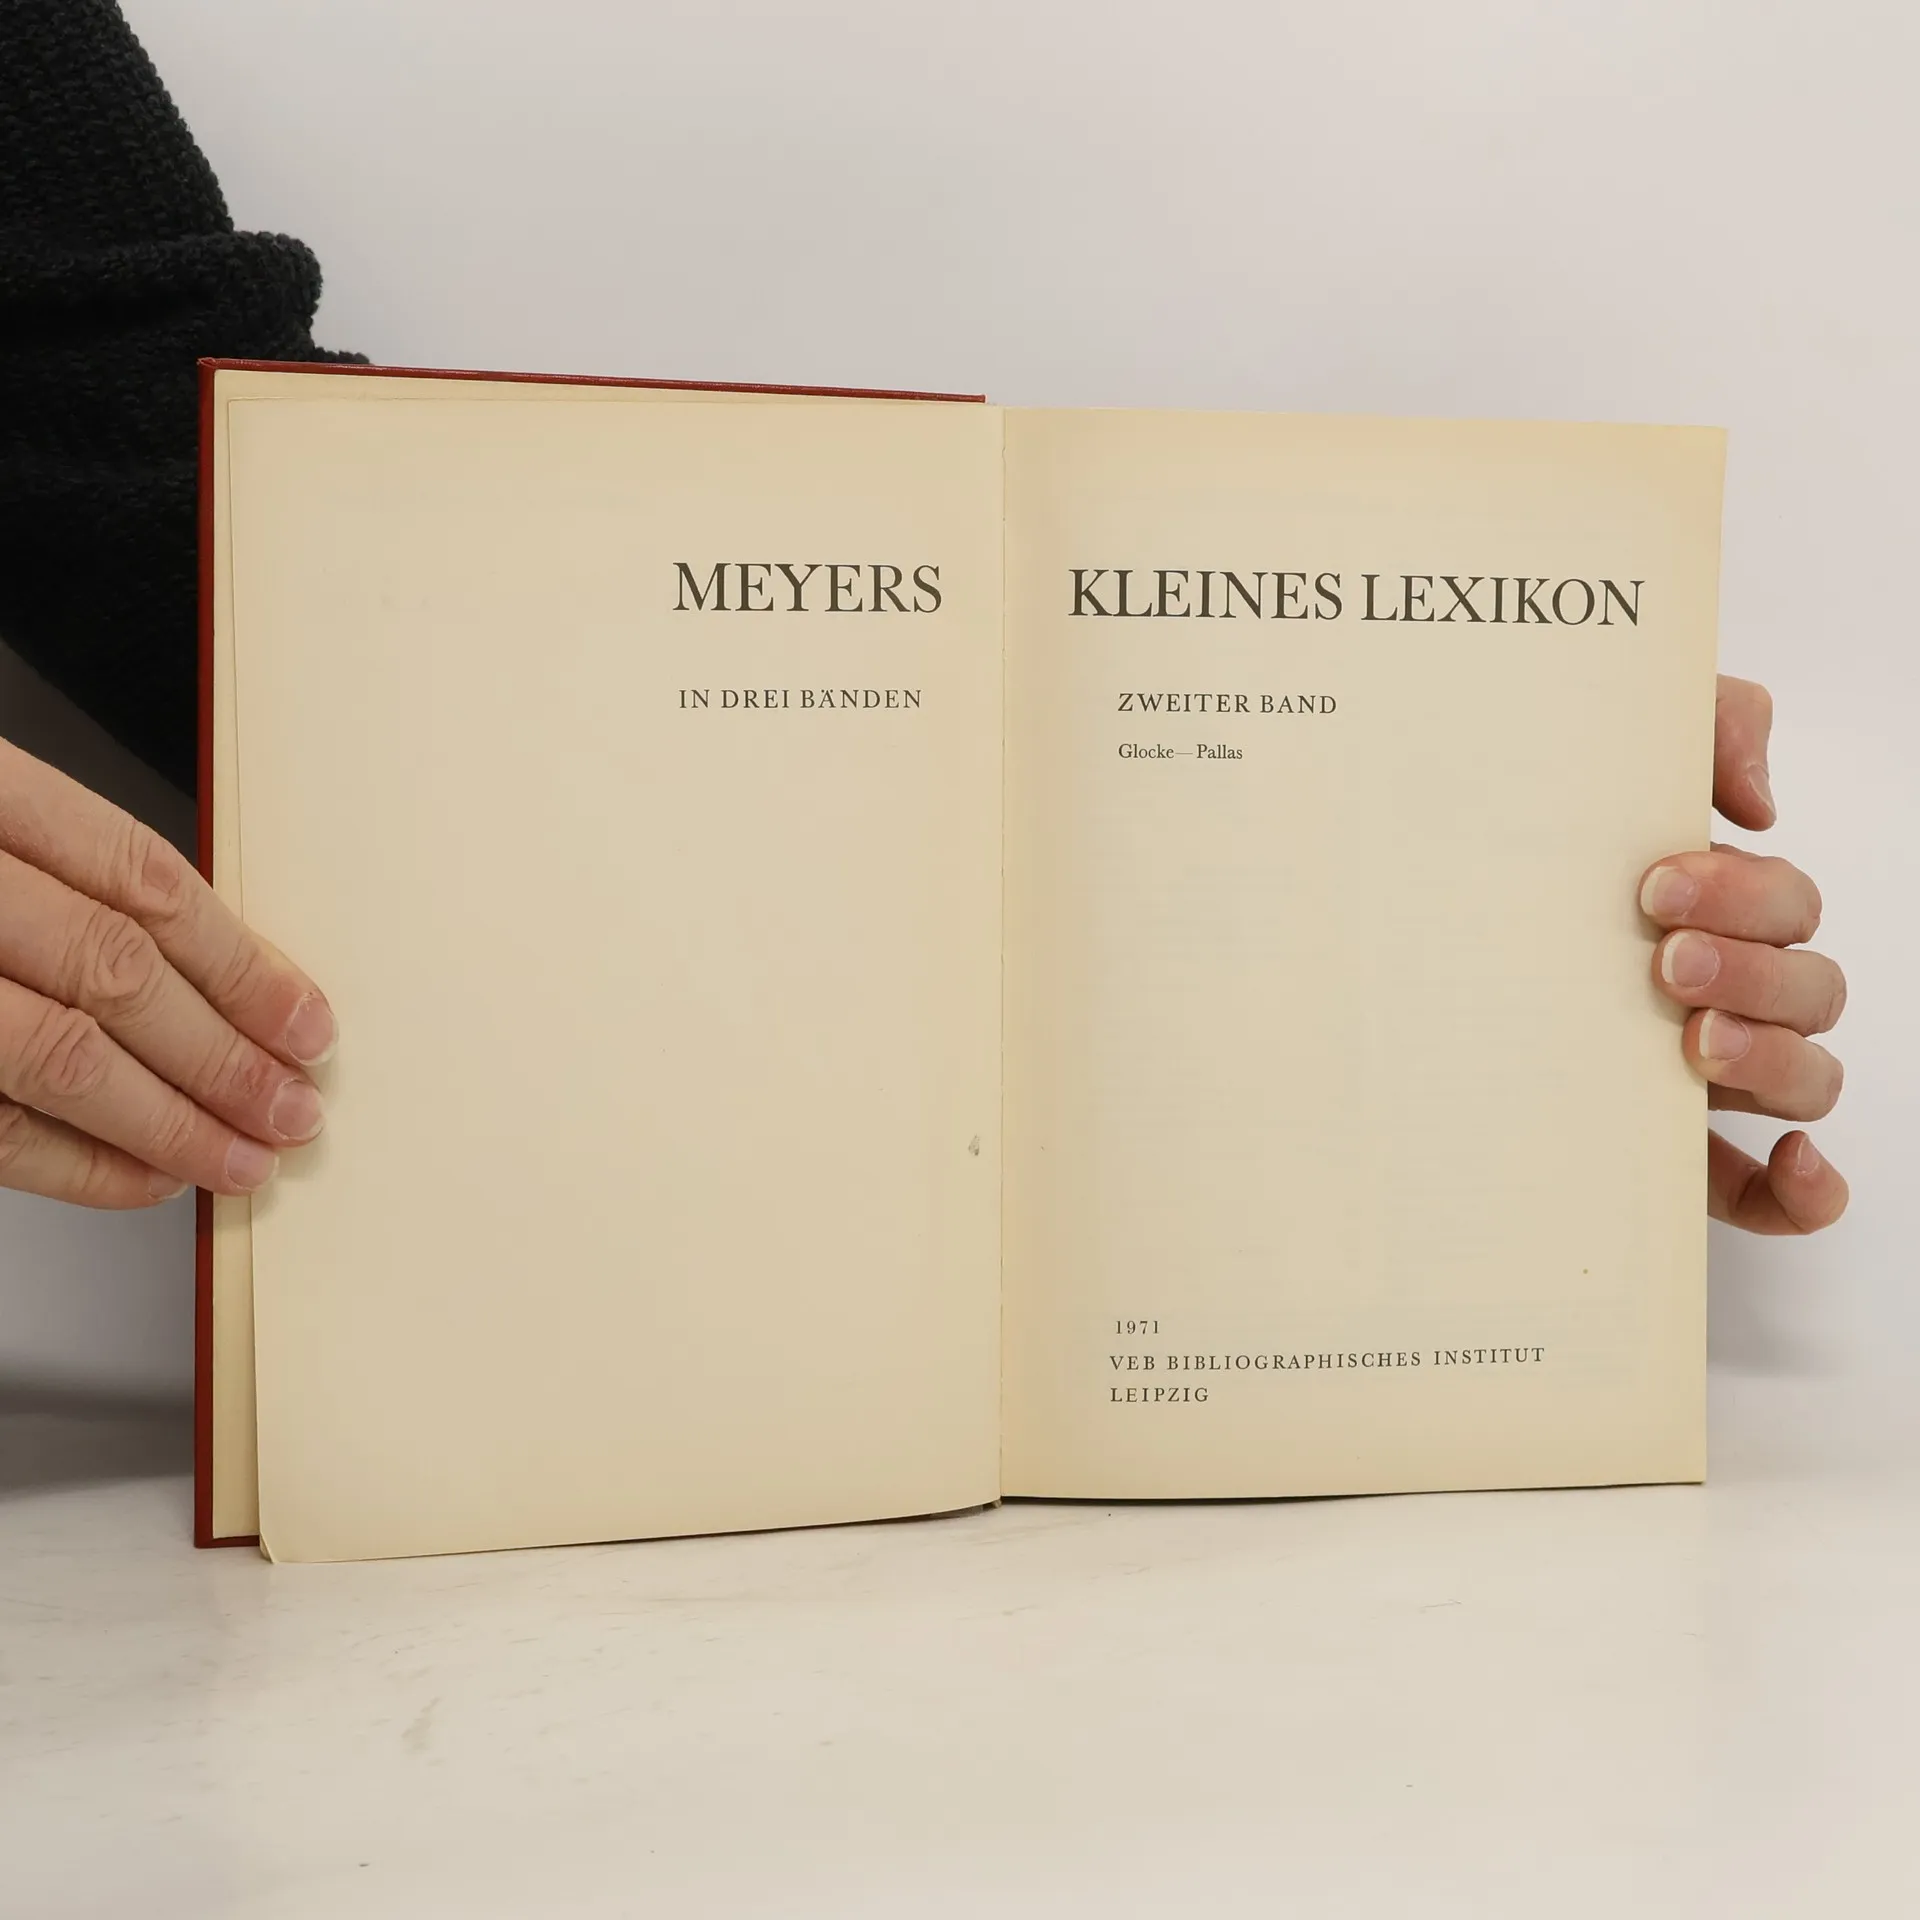 MEYERS KLEINES LEXIKON
IN DREI BÄNDEN
ZWEITER BAND
Glocke—Pallas
1971
VEB BIBLIOGRAPHISCHES INSTITUT
LEIPZIG